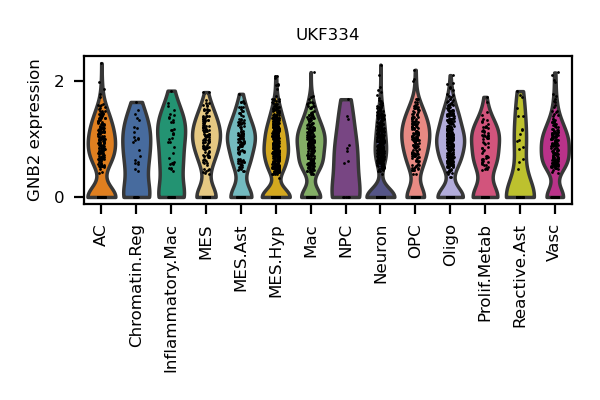 UKF334
GNB2 expression
2
0
AC
Chromatin.Reg
Inflammatory.Mac
MES
MES.Ast
MES.Hyp
Mac
NPC
Neuron
OPC
Oligo
Prolif.Metab
Reactive.Ast
Vasc